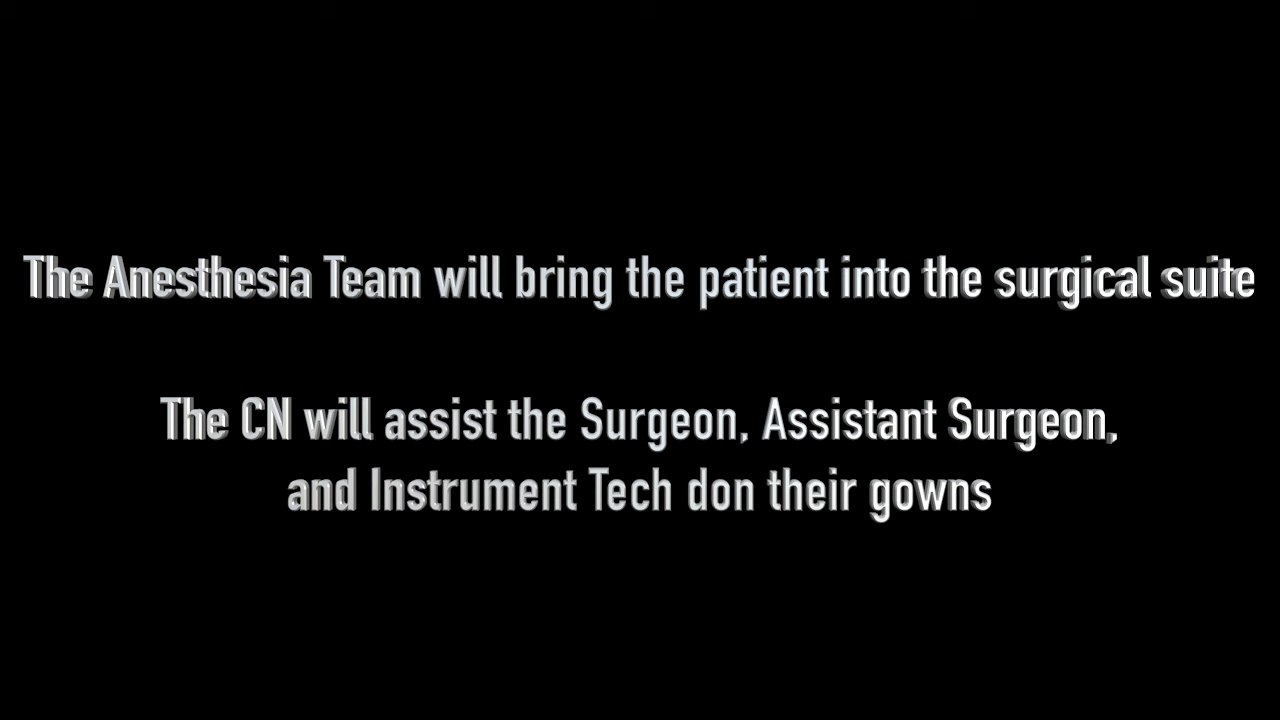 The Anesthesia Team will bring the patient into the surgical suite
The CN will assist the Surgeon, Assistant Surgeon,
and Instrument Tech don their gowns